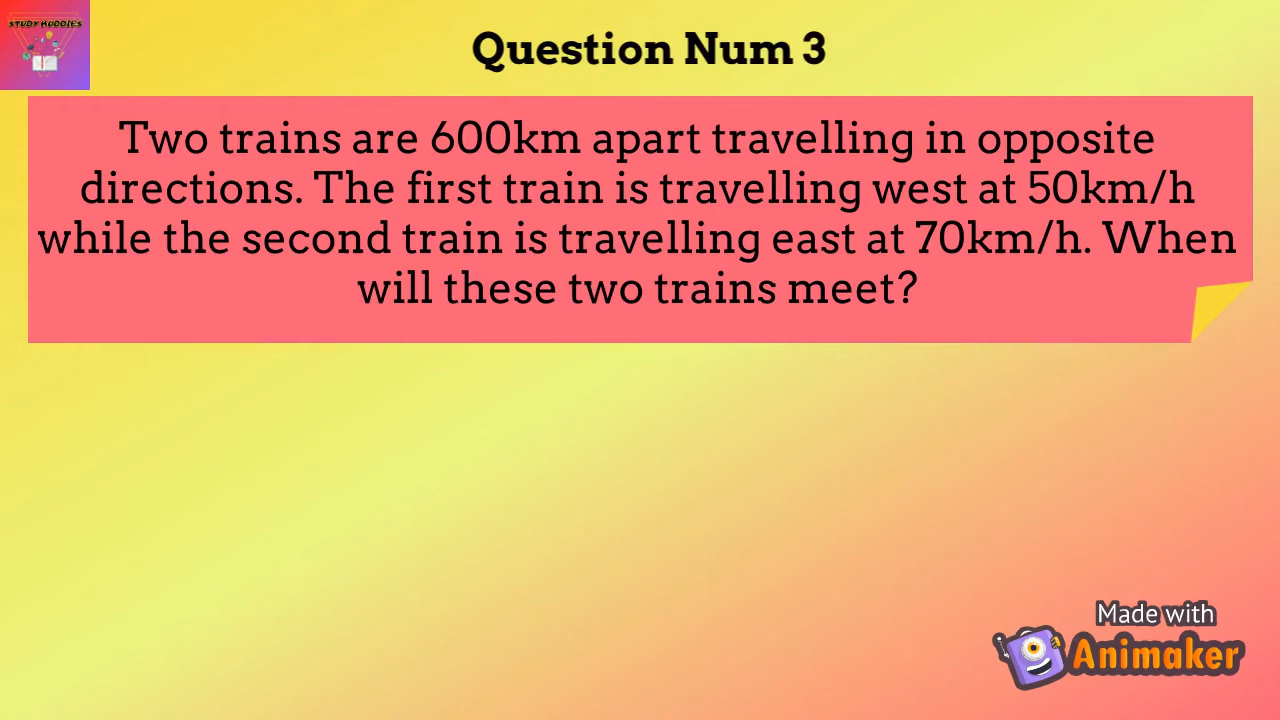 STUDY BUDDIES
Question Num 3
Two trains are 600km apart travelling in opposite
directions. The first train is travelling west at 50km/h
while the second train is travelling east at 70km/h. When
will these two trains meet?
Made with
Animaker